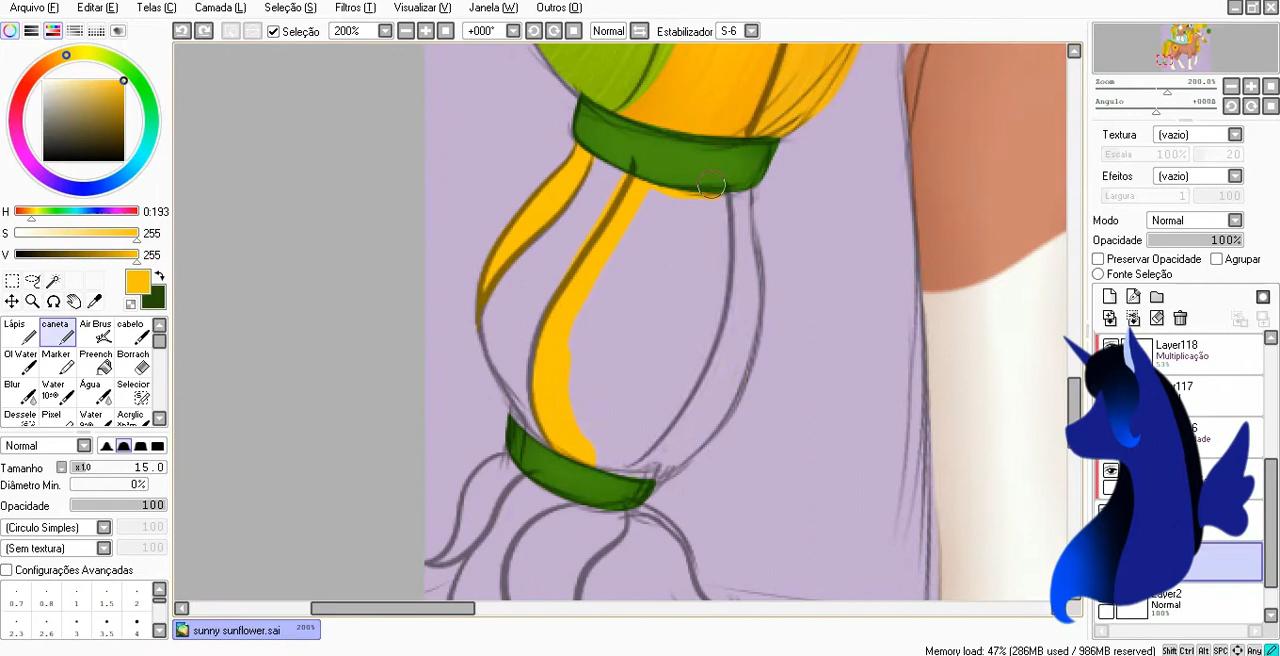 Arquivo (F) Editar (E) Telas (C) Camada (L) Seleção (S) Filtros (T) Visualizar (V) Janela (W) Outros (O)
Seleção 200% +000° Normal Estabilizador S-6
Zoom 200.0%
Angulo +000Δ
Textura (vazio)
Escala 100% 20
Efeitos (vazio)
Largura 1 100
H 0:193
S 255
V 255
Modo Normal
Opacidade 100%
Preservar Opacidade Agrupar
Fonte Seleção
Lápis caneta Air Brus cabelo
Ol Water Marker Preench Borrach
Blur Water Água Selecior
Dessele Pixel Water Acrylic
Normal
Tamanho x1.0 15.0
Diâmetro Min. 0%
Opacidade 100
(Circulo Simples) 100
(Sem textura) 100
Configurações Avançadas
0.7 0.8 1 1.5 2
2.3 2.6 3 3.5 4
Layer118
Multiplicação
53%
Layer2
Normal
100%
sunny sunflower.sai 200%
Memory load: 47% (286MB used / 986MB reserved) Shift Ctrl Alt SPC Any